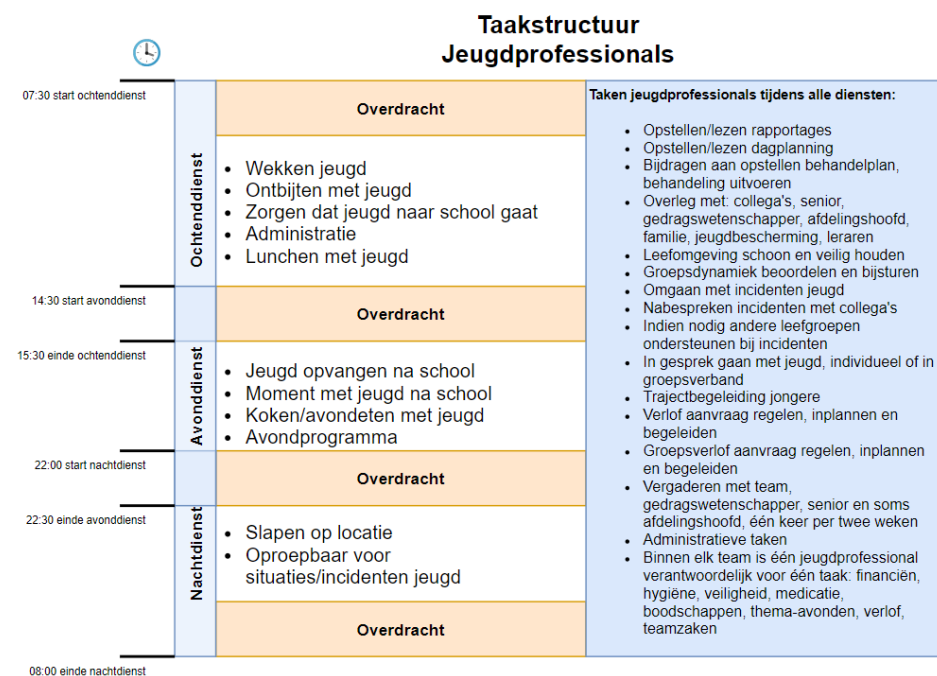 Taakstructuur
Jeugdprofessionals
07:30 start ochtenddienst
Ochtenddienst
Overdracht
• Wekken jeugd
• Ontbijten met jeugd
• Zorgen dat jeugd naar school gaat
• Administratie
• Lunchen met jeugd
14:30 start avonddienst
Overdracht
15:30 einde ochtenddienst
Avonddienst
• Jeugd opvangen na school
• Moment met jeugd na school
• Koken/avondeten met jeugd
• Avondprogramma
22:00 start nachtdienst
Overdracht
22:30 einde avonddienst
Nachtdienst
• Slapen op locatie
• Oproepbaar voor
situaties/incidenten jeugd
Overdracht
08:00 einde nachtdienst
Taken jeugdprofessionals tijdens alle diensten:
• Opstellen/lezen rapportages
• Opstellen/lezen dagplanning
• Bijdragen aan opstellen behandelplan,
behandeling uitvoeren
• Overleg met: collega's, senior,
gedragswetenschapper, afdelingshoofd,
familie, jeugdbescherming, leraren
• Leefomgeving schoon en veilig houden
• Groepsdynamiek beoordelen en bijsturen
• Omgaan met incidenten jeugd
• Nabespreken incidenten met collega's
• Indien nodig andere leefgroepen
ondersteunen bij incidenten
• In gesprek gaan met jeugd, individueel of in
groepsverband
• Trajectbegeleiding jongere
• Verlof aanvraag regelen, inplannen en
begeleiden
• Groepsverlof aanvraag regelen, inplannen
en begeleiden
• Vergaderen met team,
gedragswetenschapper, senior en soms
afdelingshoofd, één keer per twee weken
• Administratieve taken
• Binnen elk team is één jeugdprofessional
verantwoordelijk voor één taak: financiën,
hygiëne, veiligheid, medicatie,
boodschappen, thema-avonden, verlof,
teamzaken